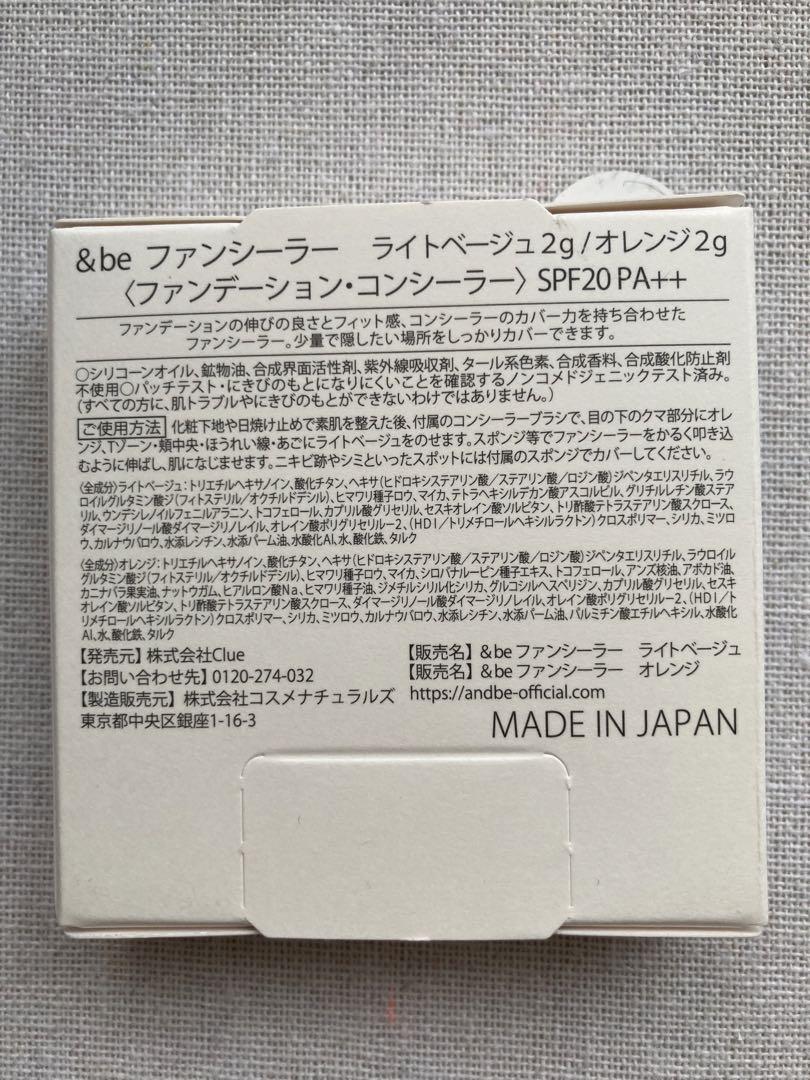 &be ファンシーラー　ライトベージュ2g/オレンジ2g
〈ファンデーション・コンシーラー〉SPF20 PA++
ファンデーションの伸びの良さとフィット感、コンシーラーのカバー力を持ち合わせた
ファンシーラー。少量で隠したい場所をしっかりカバーできます。
○シリコーンオイル、鉱物油、合成界面活性剤、紫外線吸収剤、タール系色素、合成香料、合成酸化防止剤
不使用○パッチテスト・にきびのもとになりにくいことを確認するノンコメドジェニックテスト済み。
(すべての方に、肌トラブルやにきびのもとができないわけではありません。)
ご使用方法 化粧下地や日焼け止めで素肌を整えた後、付属のコンシーラーブラシで、目の下のクマ部分にオレ
ンジ、Tゾーン・頬中央・ほうれい線・あごにライトベージュをのせます。スポンジ等でファンシーラーをかるく叩き込
むように伸ばし、肌になじませます。ニキビ跡やシミといったスポットには付属のスポンジでカバーしてください。
〈全成分〉ライトベージュ:トリエチルヘキサノイン、酸化チタン、ヘキサ(ヒドロキシステアリン酸/ステアリン酸/ロジン酸)ジペンタエリスリチル、ラウ
ロイルグルタミン酸ジ(フィトステリル/オクチルドデシル)、ヒマワリ種子ロウ、マイカ、テトラヘキシルデカン酸アスコルビル、グリチルレチン酸ステア
リル、ウンデシレノイルフェニルアラニン、トコフェロール、カプリル酸グリセリル、セスキオレイン酸ソルビタン、トリ酢酸テトラステアリン酸スクロース、
ダイマージリノール酸ダイマージリノレイル、オレイン酸ポリグリセリル-2、(HDI/トリメチロールヘキシルラクトン)クロスポリマー、シリカ、ミツロ
ウ、カルナウバロウ、水添レシチン、水添パーム油、水酸化Al、水、酸化鉄、タルク
〈全成分〉オレンジ:トリエチルヘキサノイン、酸化チタン、ヘキサ(ヒドロキシステアリン酸/ステアリン酸/ロジン酸)ジペンタエリスリチル、ラウロイル
グルタミン酸ジ(フィトステリル/オクチルドデシル)、ヒマワリ種子ロウ、マイカ、シロバナルーピン種子エキス、トコフェロール、アンズ核油、アボカド油、
カニナバラ果実油、ナットウガム、ヒアルロン酸Na、ヒマワリ種子油、ジメチルシリル化シリカ、グルコシルヘスペリジン、カプリル酸グリセリル、セスキ
オレイン酸ソルビタン、トリ酢酸テトラステアリン酸スクロース、ダイマージリノール酸ダイマージリノレイル、オレイン酸ポリグリセリル-2、(HDI/ト
リメチロールヘキシルラクトン)クロスポリマー、シリカ、ミツロウ、カルナウバロウ、水添レシチン、水添パーム油、パルミチン酸エチルヘキシル、水酸化
Al、水、酸化鉄、タルク
【発売元】株式会社Clue
【お問い合わせ先】0120-274-032
【製造販売元】株式会社コスメナチュラルズ
東京都中央区銀座1-16-3
【販売名】&be ファンシーラー　ライトベージュ
【販売名】&be ファンシーラー　オレンジ
https://andbe-official.com
MADE IN JAPAN